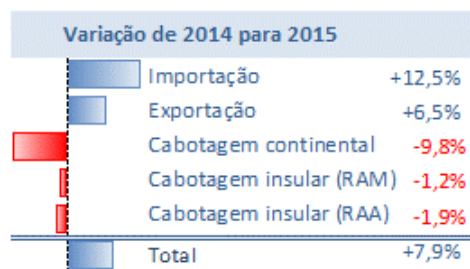 Variação de 2014 para 2015
Importação +12,5%
Exportação +6,5%
Cabotagem continental -9,8%
Cabotagem insular (RAM) -1,2%
Cabotagem insular (RAA) -1,9%
Total +7,9%